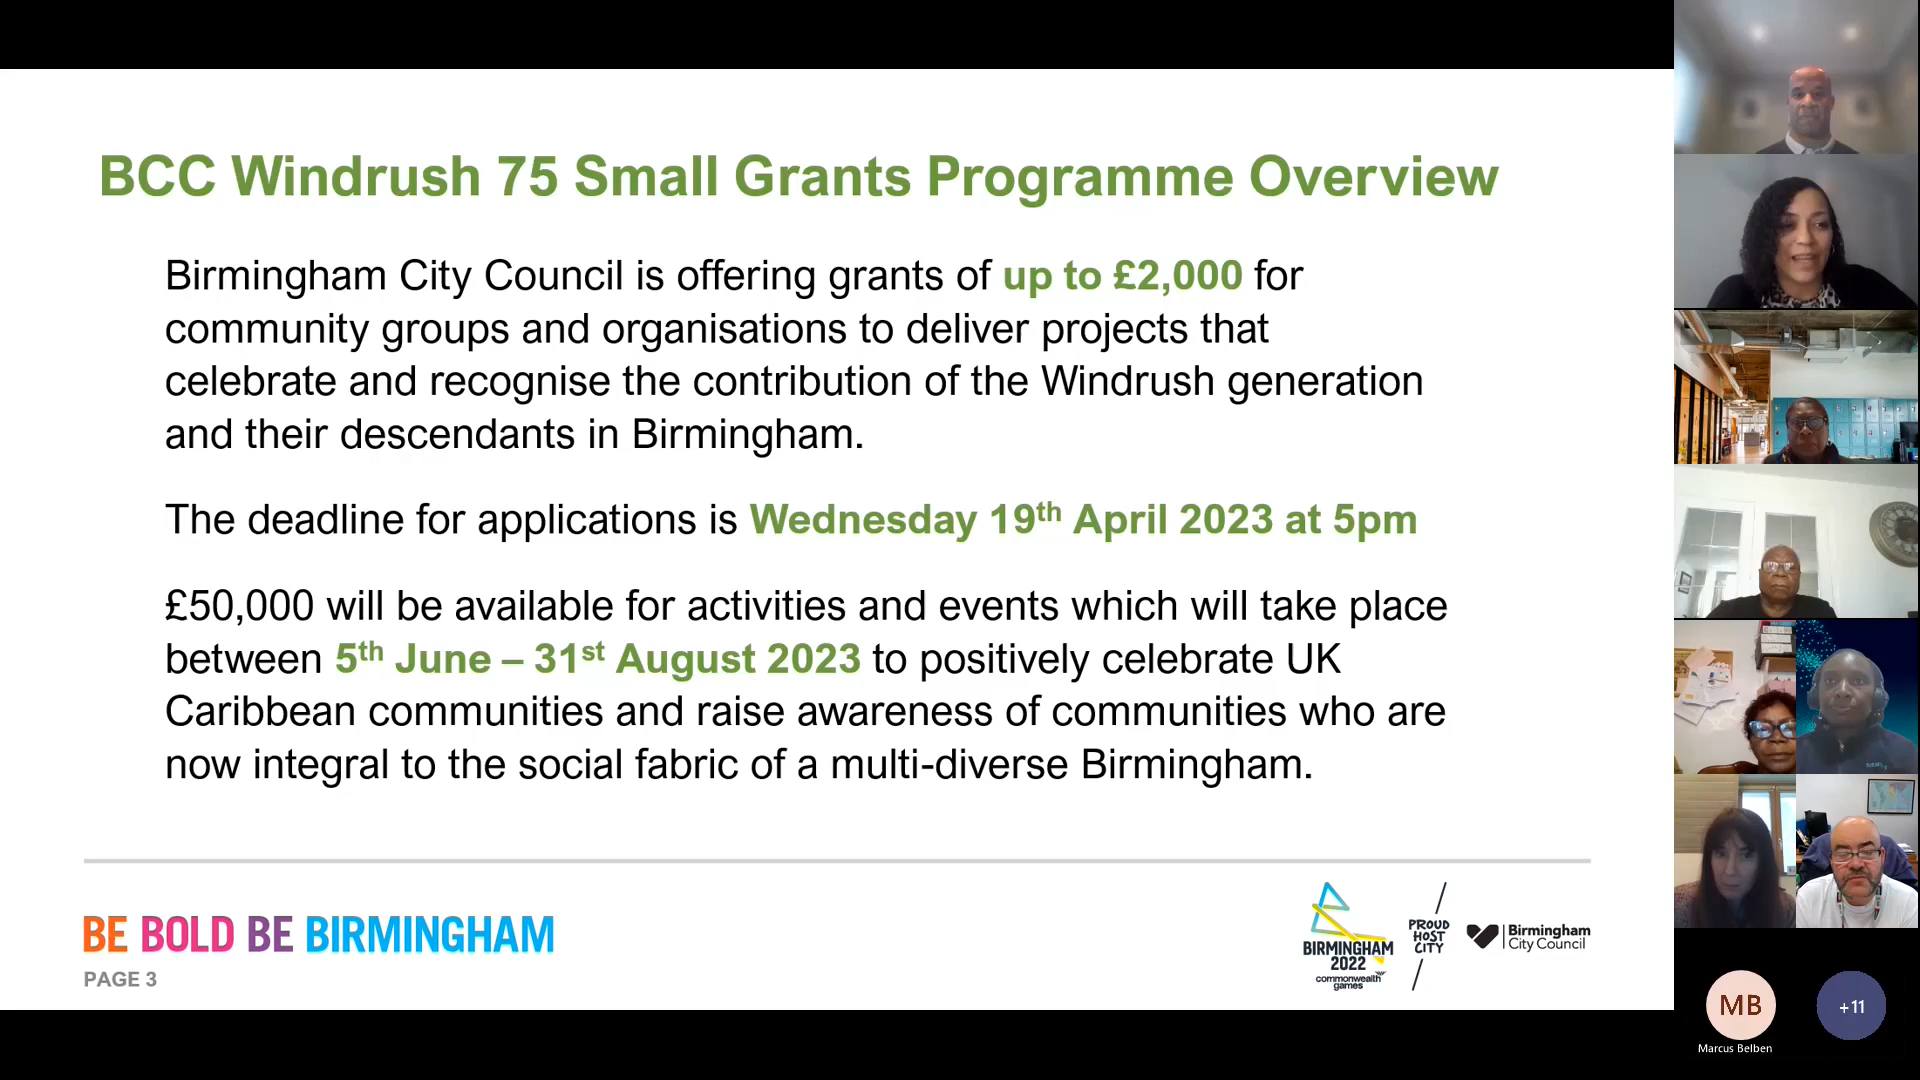 BCC Windrush 75 Small Grants Programme Overview
Birmingham City Council is offering grants of up to £2,000 for
community groups and organisations to deliver projects that
celebrate and recognise the contribution of the Windrush generation
and their descendants in Birmingham.
The deadline for applications is Wednesday 19th April 2023 at 5pm
£50,000 will be available for activities and events which will take place
between 5th June – 31st August 2023 to positively celebrate UK
Caribbean communities and raise awareness of communities who are
now integral to the social fabric of a multi-diverse Birmingham.
BE BOLD BE BIRMINGHAM
PAGE 3
BIRMINGHAM
2022
commonwealth
games
PROUD
HOST
CITY
Birmingham
City Council
MB
Marcus Belben
+11